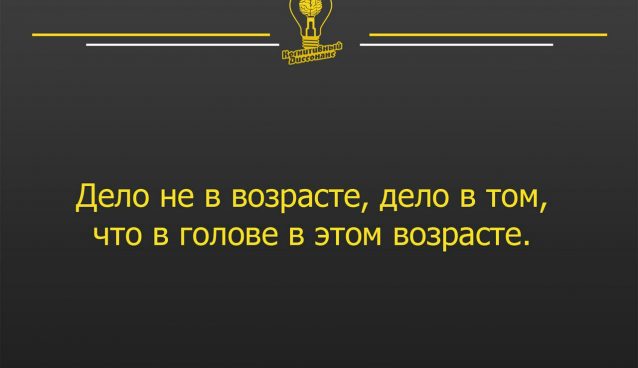 Когнитивный
Диссонанс
Дело не в возрасте, дело в том,
что в голове в этом возрасте.